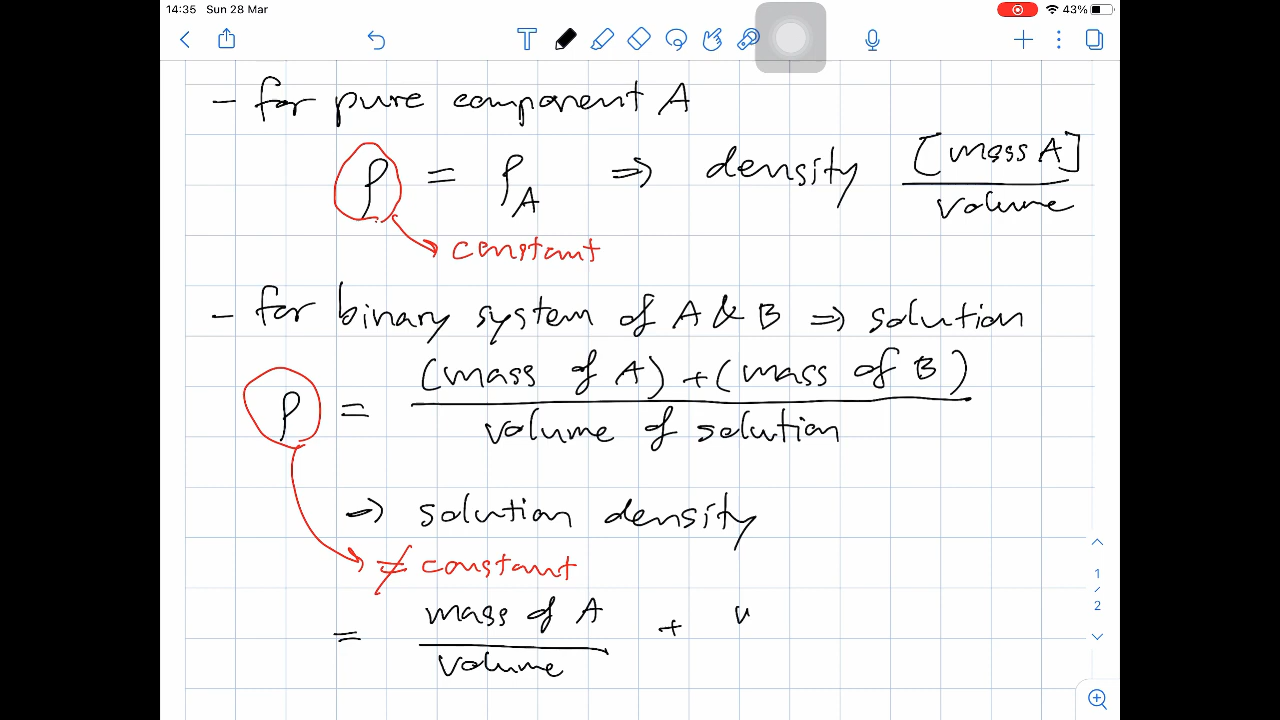 14:35 Sun 28 Mar 43%
- for pure component A
ρ = ρ_A ⇒ density [mass A] / volume
constant
- for binary system of A & B ⇒ solution
ρ = (mass of A) + (mass of B) / volume of solution
⇒ solution density
≠ constant
= mass of A / volume +
1
2